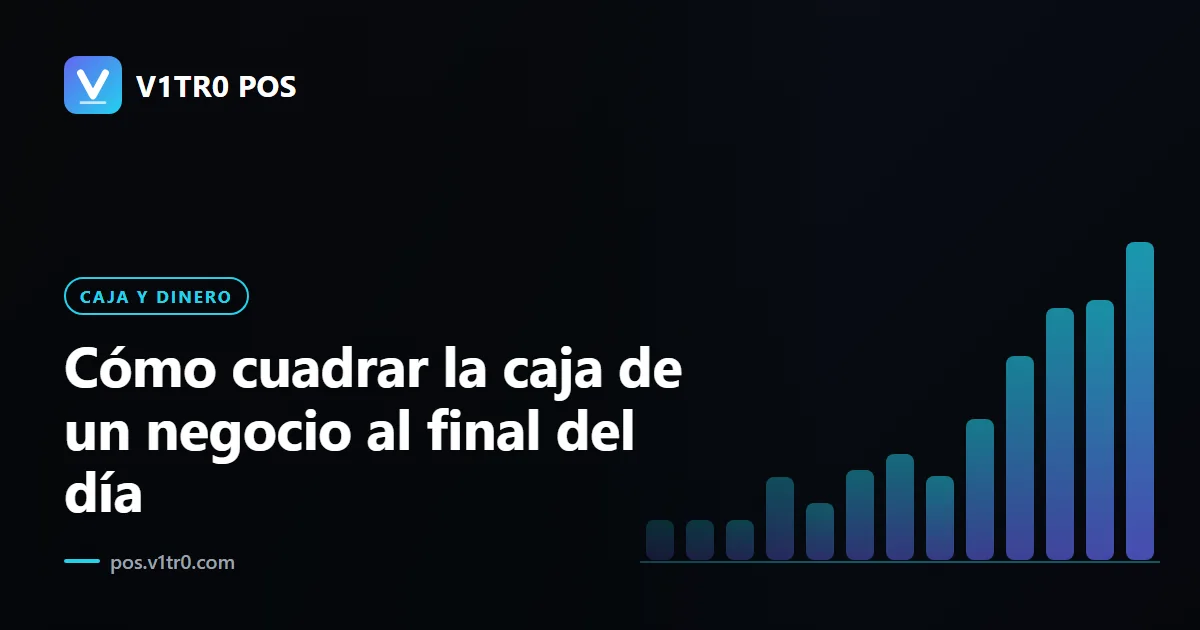 V1TR0 POS
CAJA Y DINERO
Cómo cuadrar la caja de
un negocio al final del
día
pos.v1tr0.com